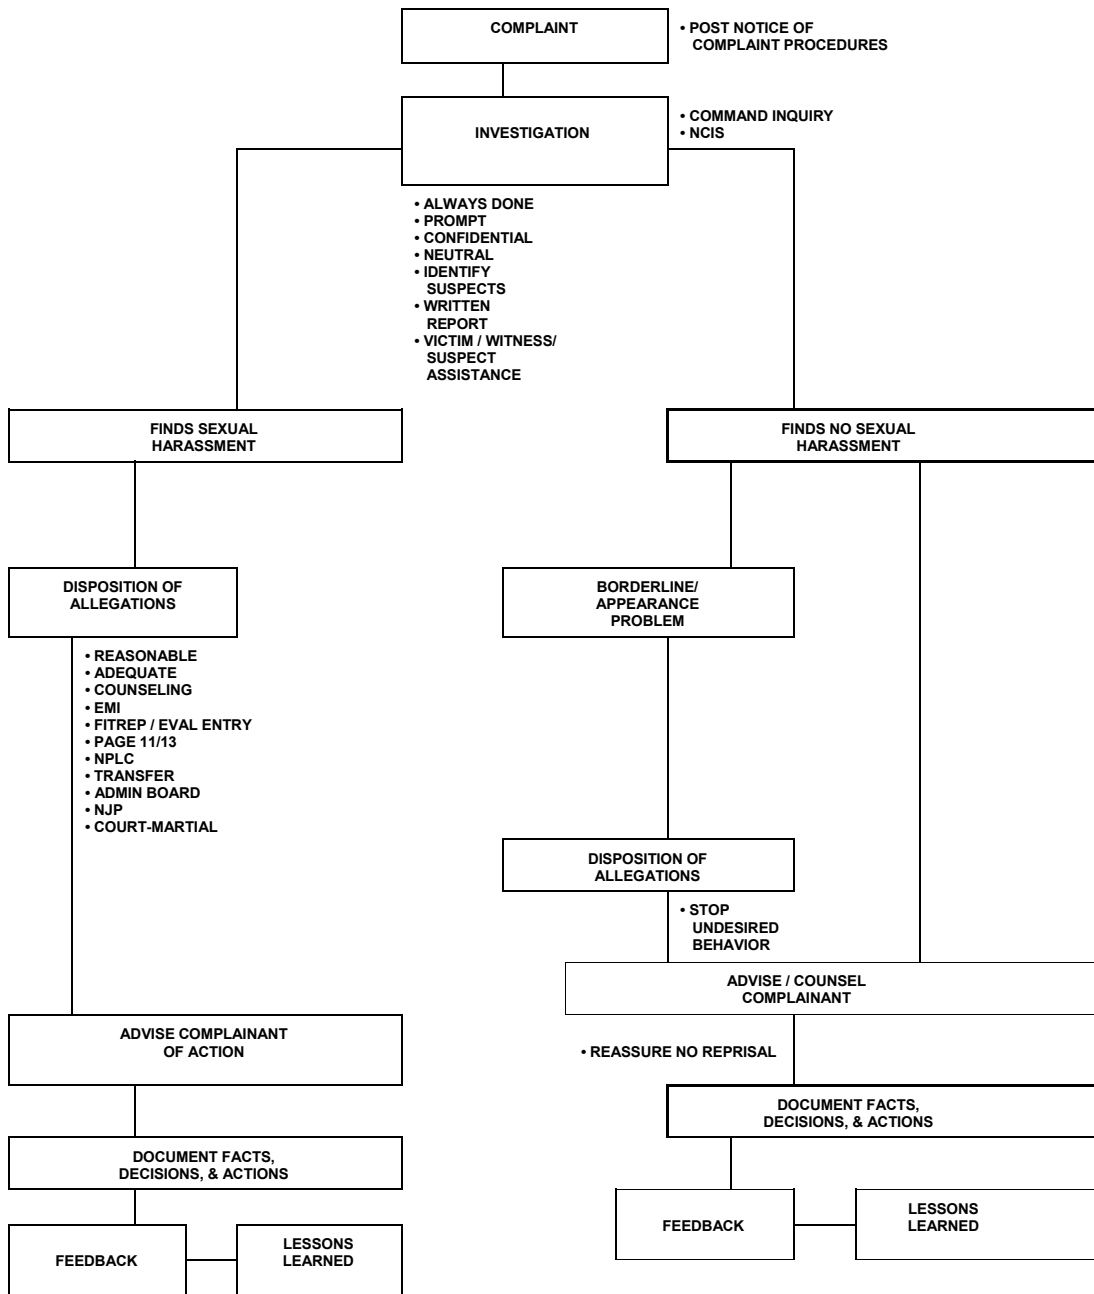 COMPLAINT
• POST NOTICE OF
COMPLAINT PROCEDURES
INVESTIGATION
• COMMAND INQUIRY
• NCIS
• ALWAYS DONE
• PROMPT
• CONFIDENTIAL
• NEUTRAL
• IDENTIFY
SUSPECTS
• WRITTEN
REPORT
• VICTIM / WITNESS/
SUSPECT
ASSISTANCE
FINDS SEXUAL
HARASSMENT
FINDS NO SEXUAL
HARASSMENT
DISPOSITION OF
ALLEGATIONS
• REASONABLE
• ADEQUATE
• COUNSELING
• EMI
• FITREP / EVAL ENTRY
• PAGE 11/13
• NPLC
• TRANSFER
• ADMIN BOARD
• NJP
• COURT-MARTIAL
BORDERLINE/
APPEARANCE
PROBLEM
DISPOSITION OF
ALLEGATIONS
• STOP
UNDESIRED
BEHAVIOR
ADVISE / COUNSEL
COMPLAINANT
ADVISE COMPLAINANT
OF ACTION
• REASSURE NO REPRISAL
DOCUMENT FACTS,
DECISIONS, & ACTIONS
DOCUMENT FACTS,
DECISIONS, & ACTIONS
FEEDBACK
LESSONS
LEARNED
FEEDBACK
LESSONS
LEARNED